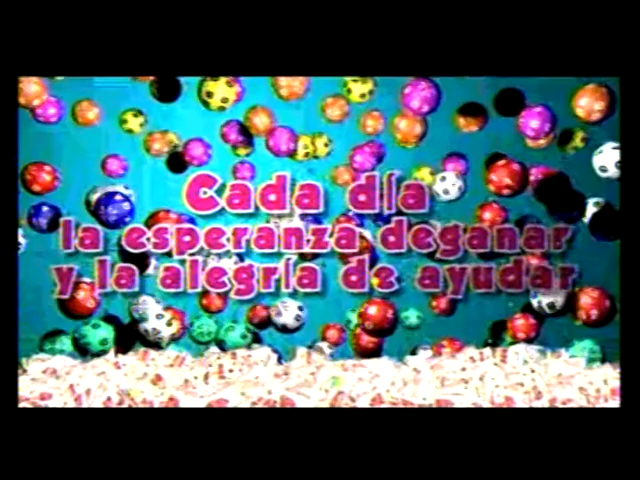 Cada día
la esperanza deganar
y la alegría de ayudar